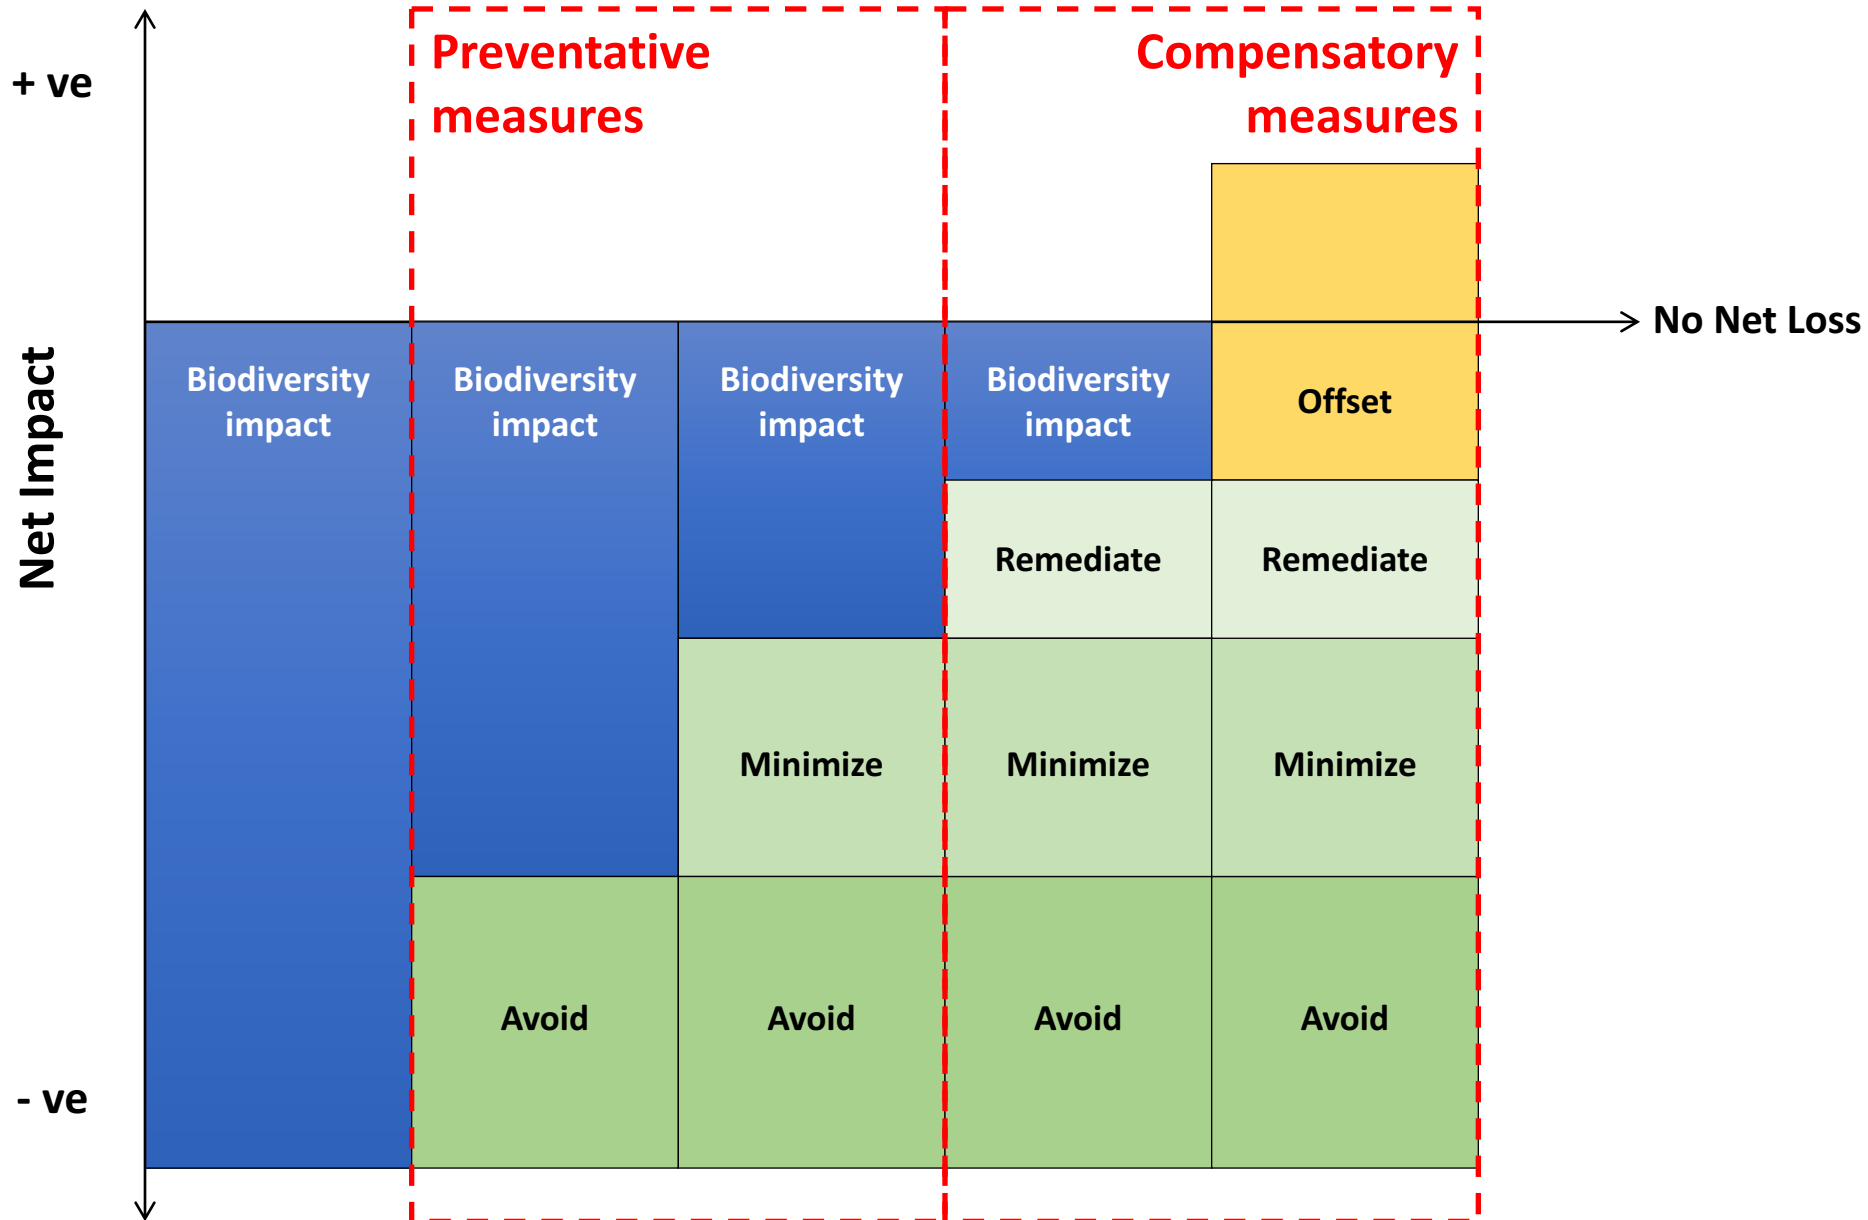 Preventative
measures
Compensatory
measures
+ ve
No Net Loss
Net Impact
Biodiversity
impact
Biodiversity
impact
Biodiversity
impact
Biodiversity
impact
Offset
Remediate
Remediate
Minimize
Minimize
Minimize
Avoid
Avoid
Avoid
Avoid
- ve